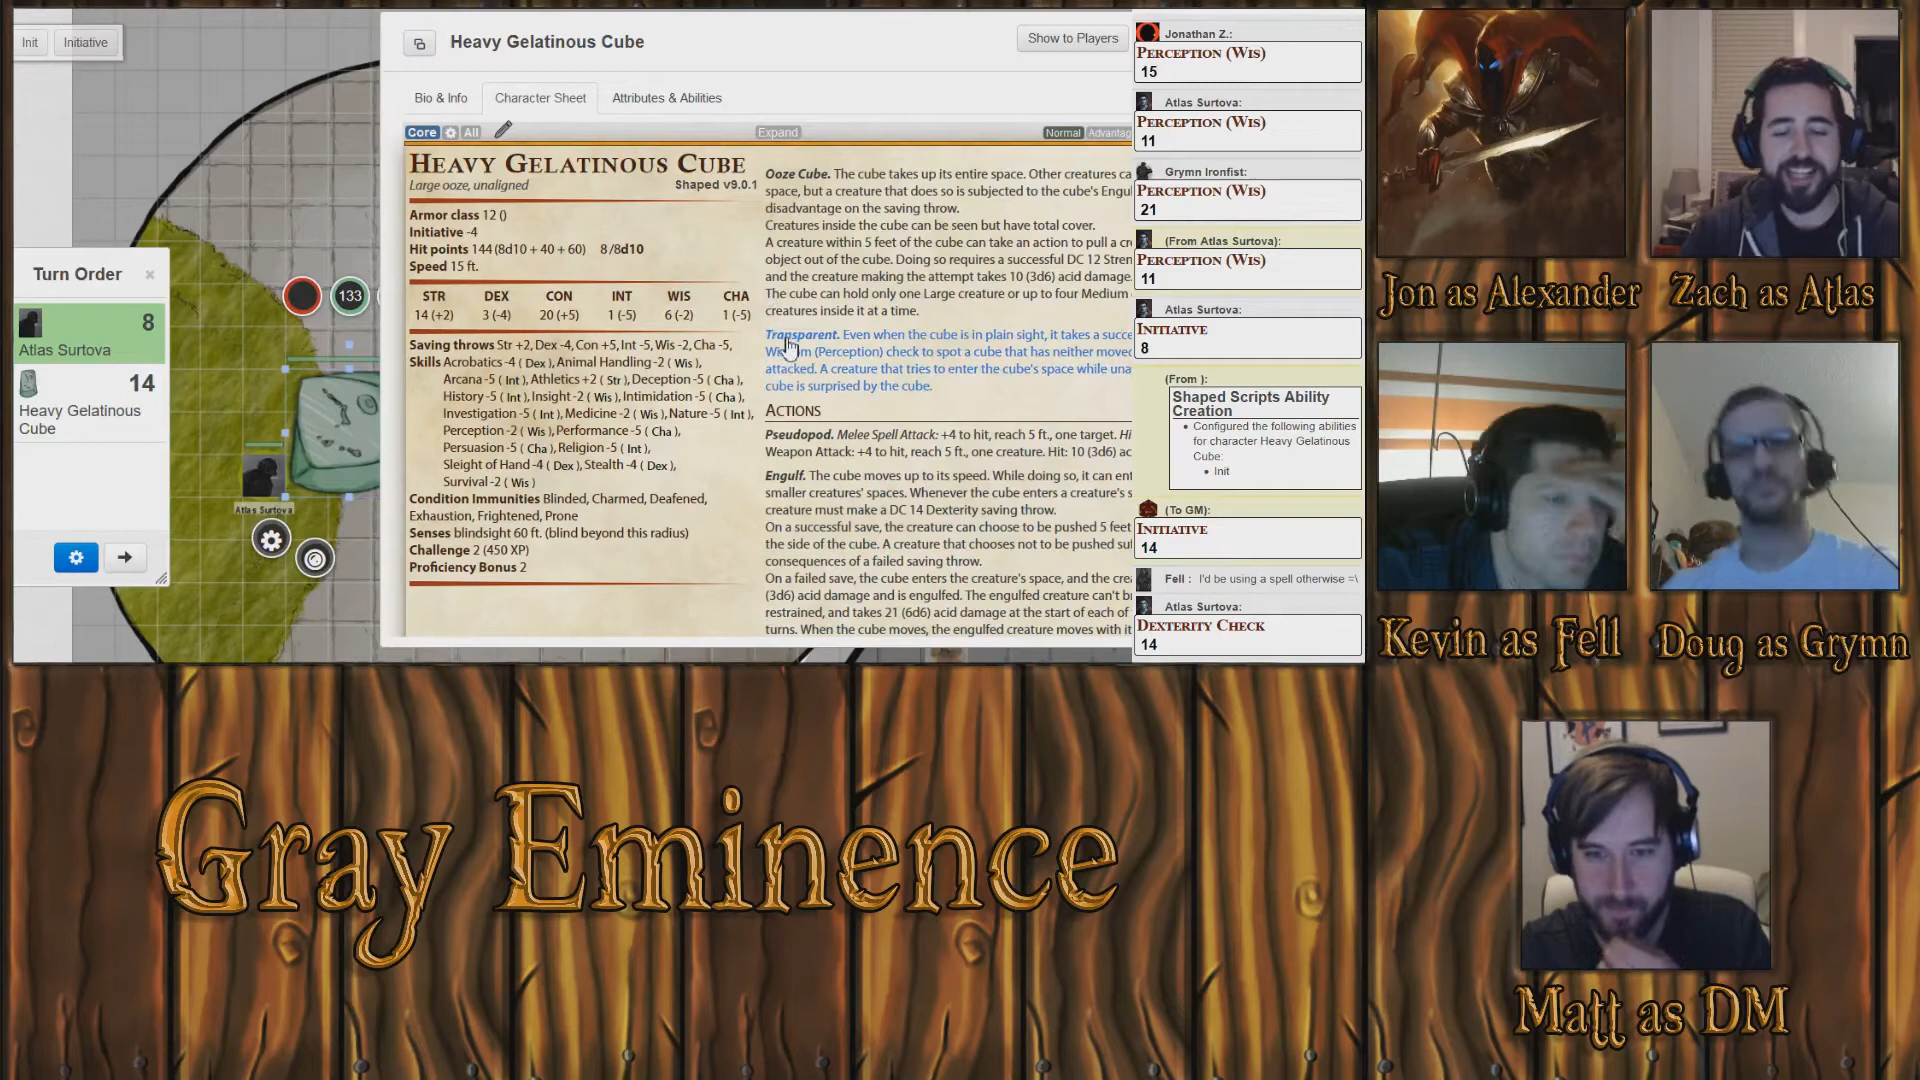 Init
Initiative
Turn Order
×
8
Atlas Surtova
14
Heavy Gelatinous
Cube
133
Atlas Surtova
Heavy Gelatinous Cube
Show to Players
Bio & Info
Character Sheet
Attributes & Abilities
Core
All
Expand
Normal
Advantag
Heavy Gelatinous Cube
Large ooze, unaligned
Shaped v9.0.1
Armor class 12 ()
Initiative -4
Hit points 144 (8d10 + 40 + 60) 8 /8d10
Speed 15 ft.
STR DEX CON INT WIS CHA
14 (+2) 3 (-4) 20 (+5) 1 (-5) 6 (-2) 1 (-5)
Saving throws Str +2, Dex -4, Con +5, Int -5, Wis -2, Cha -5,
Skills Acrobatics -4 ( Dex ), Animal Handling -2 ( Wis ),
Arcana -5 ( Int ), Athletics +2 ( Str ), Deception -5 ( Cha ),
History -5 ( Int ), Insight -2 ( Wis ), Intimidation -5 ( Cha ),
Investigation -5 ( Int ), Medicine -2 ( Wis ), Nature -5 ( Int ),
Perception -2 ( Wis ), Performance -5 ( Cha ),
Persuasion -5 ( Cha ), Religion -5 ( Int ),
Sleight of Hand -4 ( Dex ), Stealth -4 ( Dex ),
Survival -2 ( Wis )
Condition Immunities Blinded, Charmed, Deafened,
Exhaustion, Frightened, Prone
Senses blindsight 60 ft. (blind beyond this radius)
Challenge 2 (450 XP)
Proficiency Bonus 2
Ooze Cube. The cube takes up its entire space. Other creatures ca
space, but a creature that does so is subjected to the cube's Engul
disadvantage on the saving throw.
Creatures inside the cube can be seen but have total cover.
A creature within 5 feet of the cube can take an action to pull a cr
object out of the cube. Doing so requires a successful DC 12 Stren
and the creature making the attempt takes 10 (3d6) acid damage.
The cube can hold only one Large creature or up to four Medium
creatures inside it at a time.
Transparent. Even when the cube is in plain sight, it takes a succe
(Perception) check to spot a cube that has neither moved
attacked. A creature that tries to enter the cube's space while una
cube is surprised by the cube.
Actions
Pseudopod. Melee Spell Attack: +4 to hit, reach 5 ft., one target. Hi
Weapon Attack: +4 to hit, reach 5 ft., one creature. Hit: 10 (3d6) ac
Engulf. The cube moves up to its speed. While doing so, it can ent
smaller creatures' spaces. Whenever the cube enters a creature's s
creature must make a DC 14 Dexterity saving throw.
On a successful save, the creature can choose to be pushed 5 feet
the side of the cube. A creature that chooses not to be pushed suf
consequences of a failed saving throw.
On a failed save, the cube enters the creature's space, and the crea
(3d6) acid damage and is engulfed. The engulfed creature can't br
restrained, and takes 21 (6d6) acid damage at the start of each of
turns. When the cube moves, the engulfed creature moves with it
Jonathan Z.:
Perception (Wis)
15
Atlas Surtova:
Perception (Wis)
11
Grymn Ironfist:
Perception (Wis)
21
(From Atlas Surtova):
Perception (Wis)
11
Atlas Surtova:
Initiative
8
(From ):
Shaped Scripts Ability
Creation
Configured the following abilities
for character Heavy Gelatinous
Cube:
Init
(To GM):
Initiative
14
Fell : I'd be using a spell otherwise =\
Atlas Surtova:
Dexterity Check
14
Jon as Alexander
Zach as Atlas
Kevin as Fell
Doug as Grymn
Matt as DM
Gray Eminence